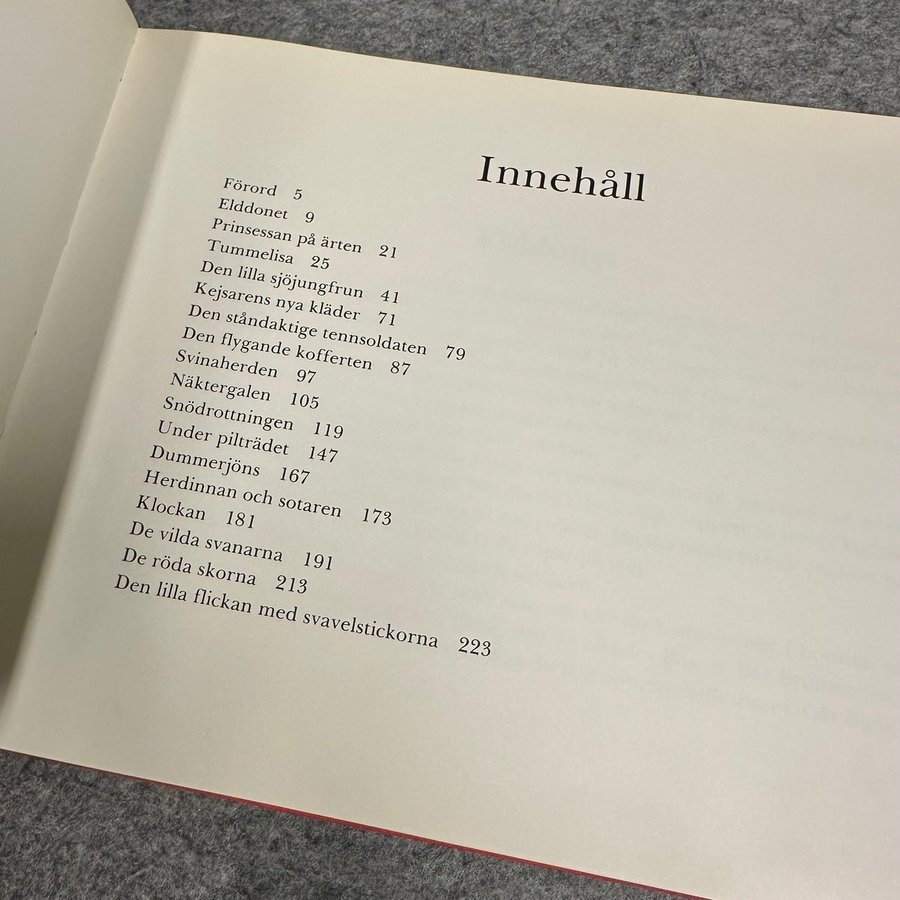 Innehåll
Förord 5
Elddonet 9
Prinsessan på ärten 21
Tummelisa 25
Den lilla sjöjungfrun 41
Kejsarens nya kläder 71
Den ståndaktige tennsoldaten 79
Den flygande kofferten 87
Svinaherden 97
Näktergalen 105
Snödrottningen 119
Under pilträdet 147
Dummerjöns 167
Herdinnan och sotaren 173
Klockan 181
De vilda svanarna 191
De röda skorna 213
Den lilla flickan med svavelstickorna 223